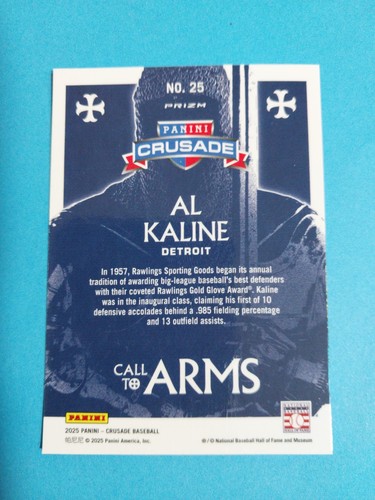 NO. 25
PRIZM
PANINI
CRUSADE
AL
KALINE
DETROIT
In 1957, Rawlings Sporting Goods began its annual
tradition of awarding big-league baseball's best defenders
with their coveted Rawlings Gold Glove Award®. Kaline
was in the inaugural class, claiming his first of 10
defensive accolades behind a .985 fielding percentage
and 13 outfield assists.
CALL
TO ARMS
PANINI
2025 PANINI – CRUSADE BASEBALL
帕尼尼 © 2025 Panini America, Inc.
®/© National Baseball Hall of Fame and Museum